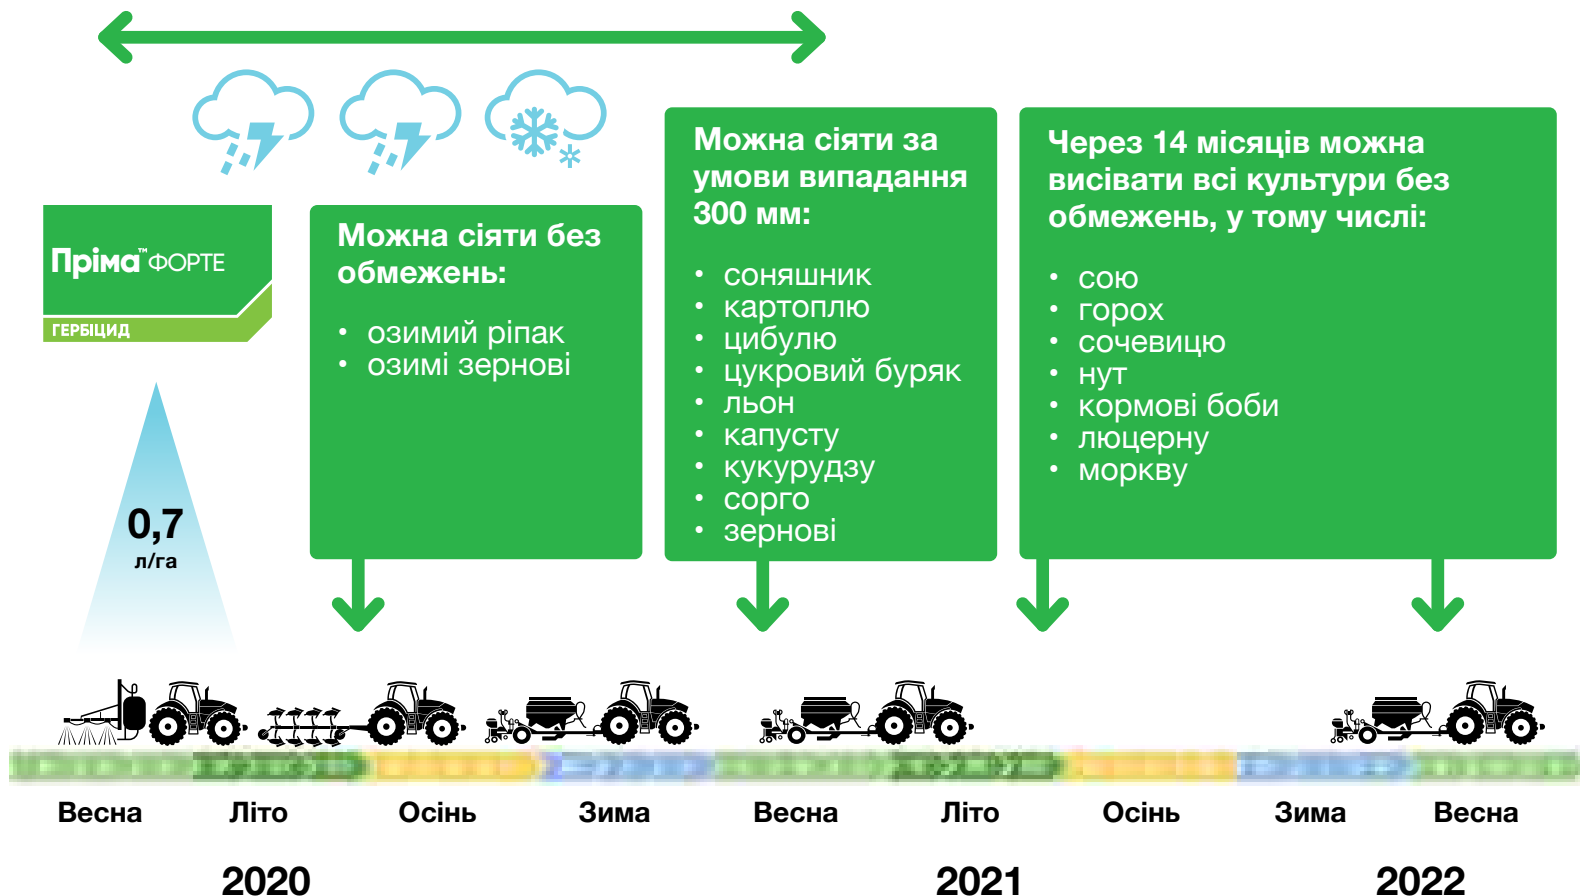 Пріма™ ФОРТЕ
ГЕРБІЦИД
0,7
л/га
Можна сіяти без
обмежень:
• озимий ріпак
• озимі зернові
Можна сіяти за
умови випадання
300 мм:
• соняшник
• картоплю
• цибулю
• цукровий буряк
• льон
• капусту
• кукурудзу
• сорго
• зернові
Через 14 місяців можна
висівати всі культури без
обмежень, у тому числі:
• сою
• горох
• сочевицю
• нут
• кормові боби
• люцерну
• моркву
Весна Літо Осінь Зима Весна Літо Осінь Зима Весна
2020 2021 2022